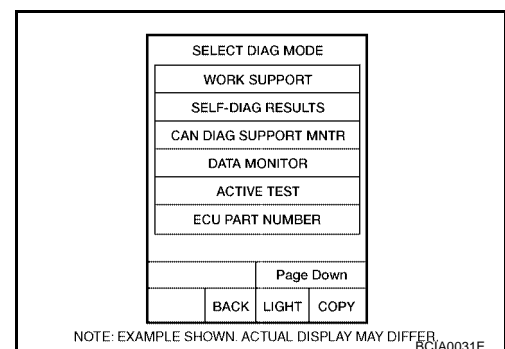 SELECT DIAG MODE
WORK SUPPORT
SELF-DIAG RESULTS
CAN DIAG SUPPORT MNTR
DATA MONITOR
ACTIVE TEST
ECU PART NUMBER
Page Down
BACK LIGHT COPY
NOTE: EXAMPLE SHOWN. ACTUAL DISPLAY MAY DIFFER.
BCIA0031E